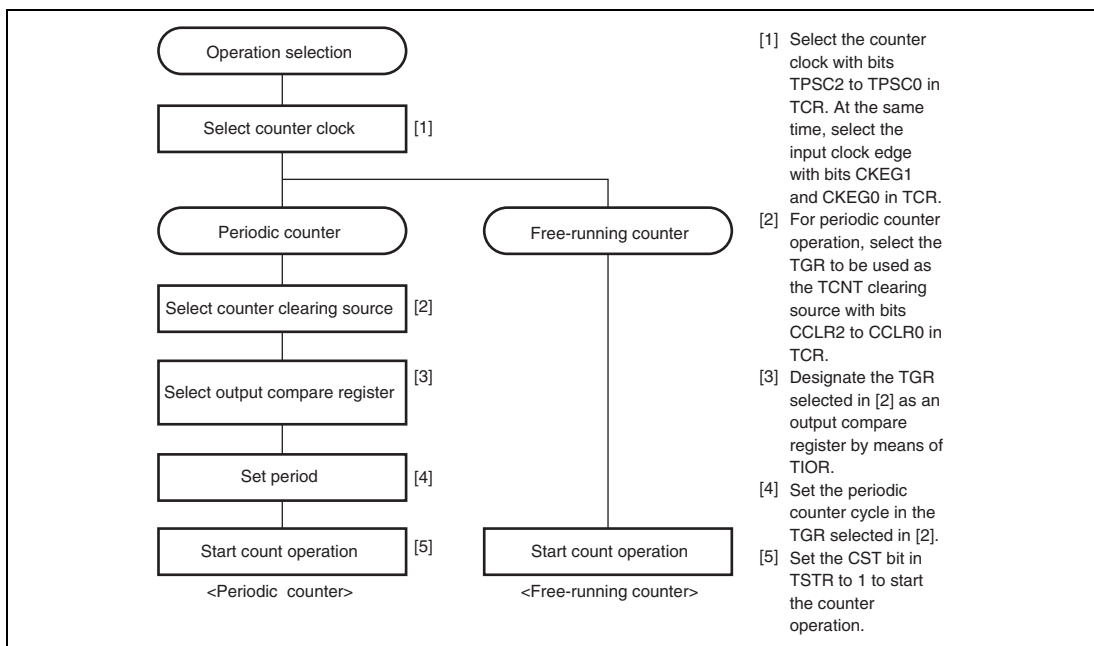 Operation selection
Select counter clock [1]
Periodic counter
Free-running counter
Select counter clearing source [2]
Select output compare register [3]
Set period [4]
Start count operation [5]
Start count operation
<Periodic counter>
<Free-running counter>
[1] Select the counter
clock with bits
TPSC2 to TPSC0 in
TCR. At the same
time, select the
input clock edge
with bits CKEG1
and CKEG0 in TCR.
[2] For periodic counter
operation, select the
TGR to be used as
the TCNT clearing
source with bits
CCLR2 to CCLR0 in
TCR.
[3] Designate the TGR
selected in [2] as an
output compare
register by means of
TIOR.
[4] Set the periodic
counter cycle in the
TGR selected in [2].
[5] Set the CST bit in
TSTR to 1 to start
the counter
operation.